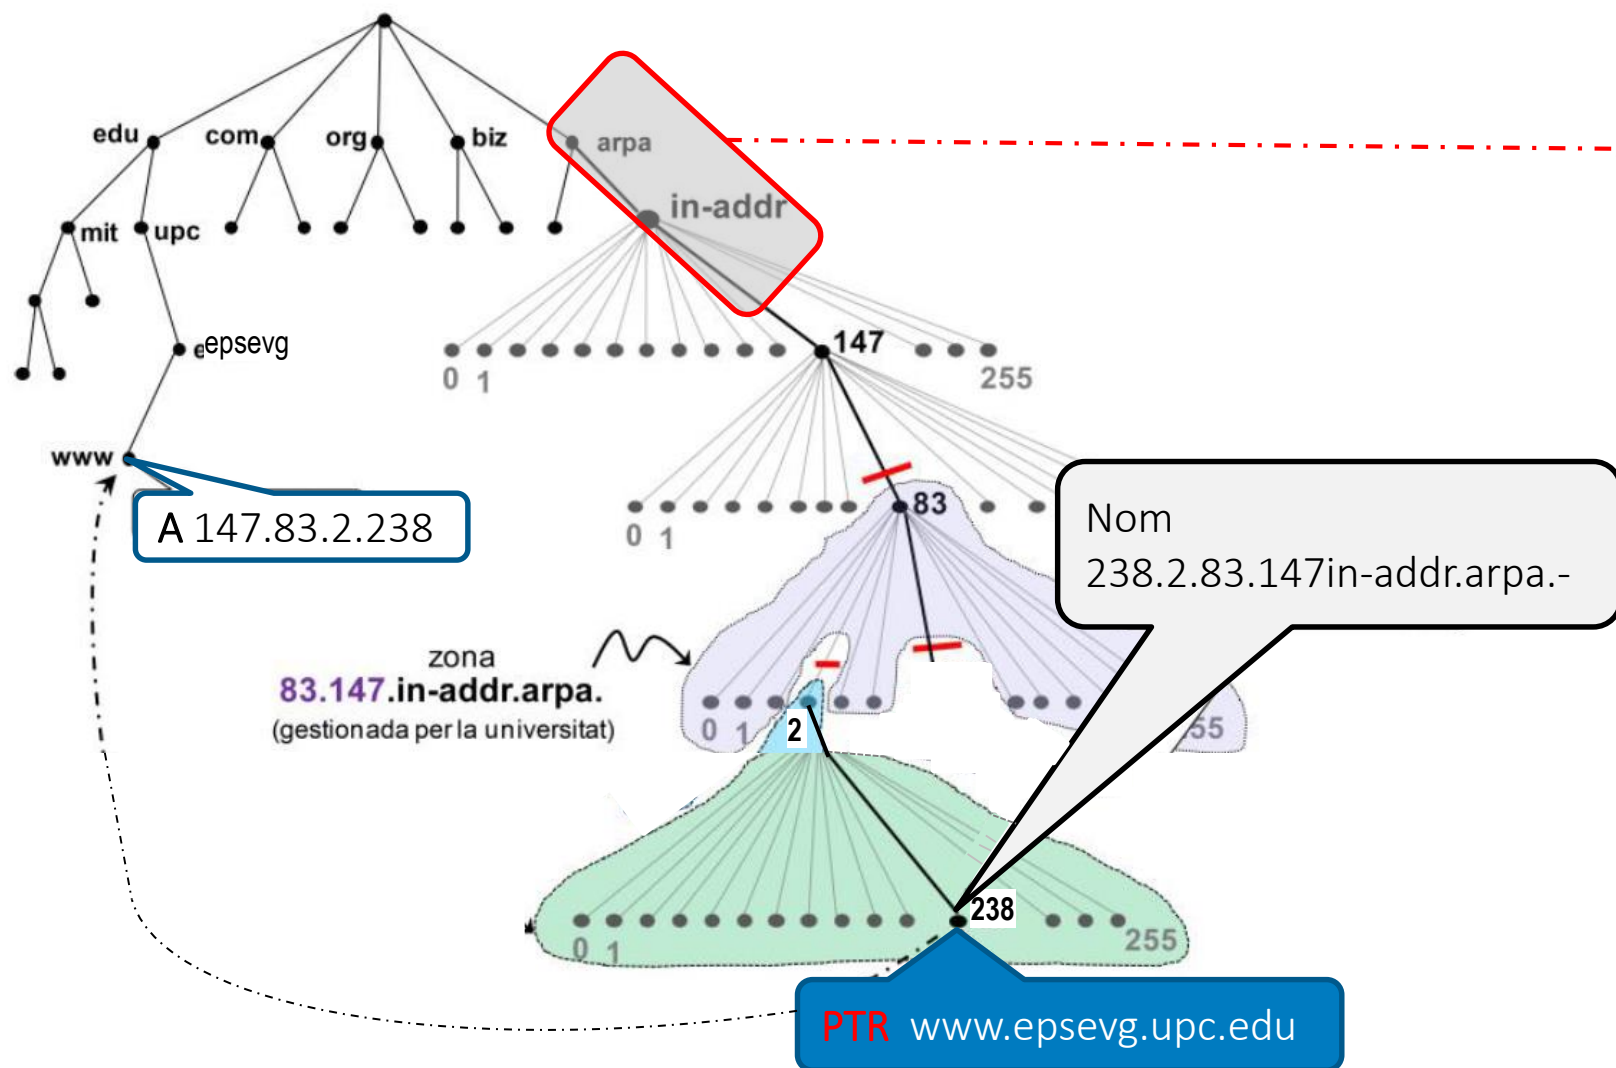 edu
com
org
biz
arpa
in-addr
mit
upc
e
epsevg
147
0
1
255
www
A 147.83.2.238
0
1
83
Nom
238.2.83.147in-addr.arpa.-
zona
83.147.in-addr.arpa.
(gestionada per la universitat)
0
1
2
55
238
0
1
255
PTR www.epsevg.upc.edu